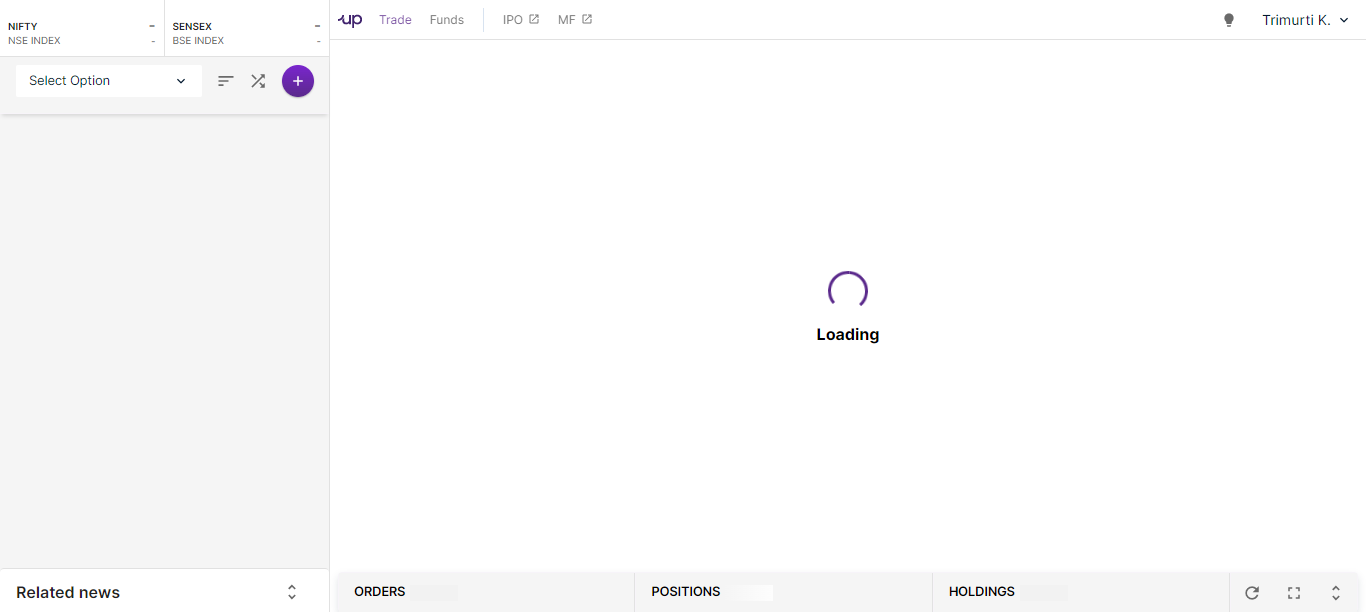 NIFTY -
NSE INDEX -
SENSEX -
BSE INDEX -
up Trade Funds IPO MF Trimurti K.
Select Option
Loading
Related news
ORDERS POSITIONS HOLDINGS